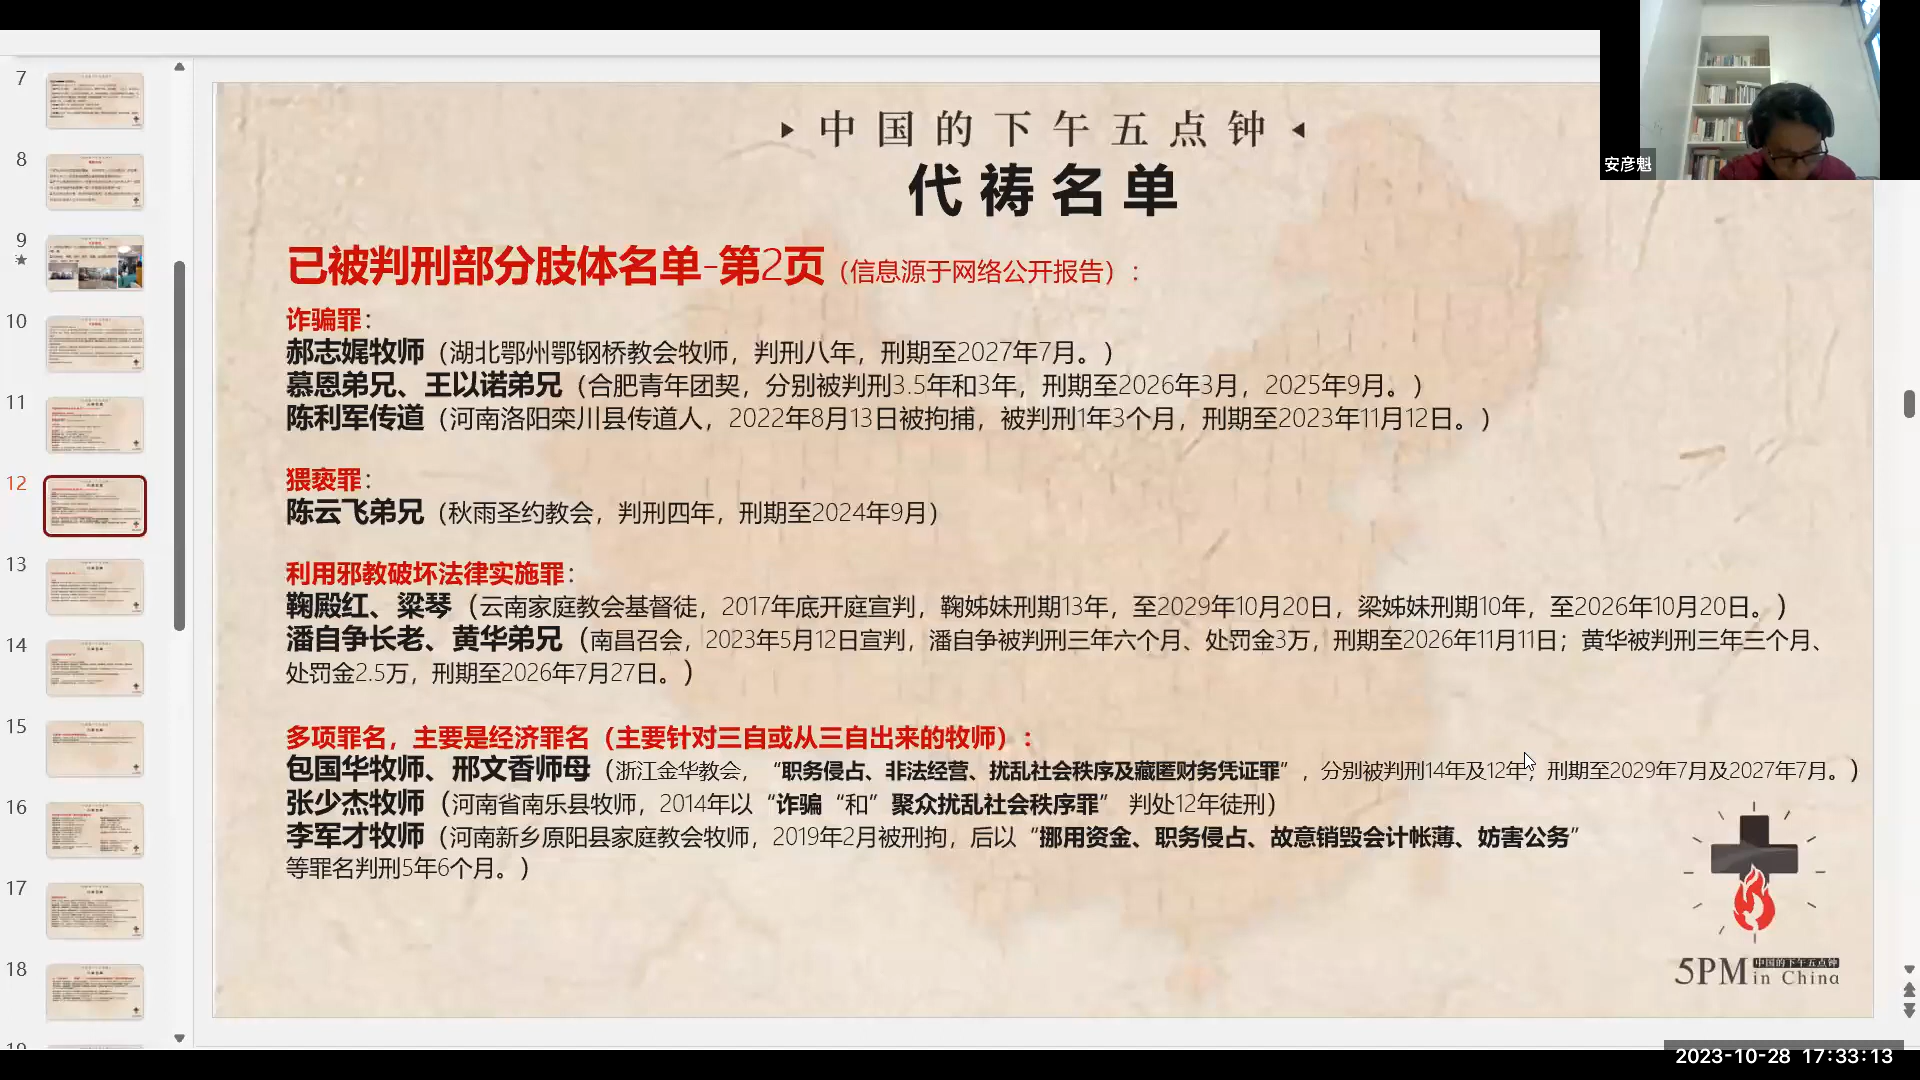 7
8
9
10
11
12
13
14
15
16
17
18
中国的下午五点钟
代祷名单
已被判刑部分肢体名单-第2页（信息源于网络公开报告）：
诈骗罪：
郝志娓牧师（湖北鄂州鄂钢桥教会牧师，判刑八年，刑期至2027年7月。）
慕恩弟兄、王以诺弟兄（合肥青年团契，分别被判刑3.5年和3年，刑期至2026年3月，2025年9月。）
陈利军传道（河南洛阳栾川县传道人，2022年8月13日被拘捕，被判刑1年3个月，刑期至2023年11月12日。）
猥亵罪：
陈云飞弟兄（秋雨圣约教会，判刑四年，刑期至2024年9月）
利用邪教破坏法律实施罪：
鞠殿红、粱琴（云南家庭教会基督徒，2017年底开庭宣判，鞠姊妹刑期13年，至2029年10月20日，梁姊妹刑期10年，至2026年10月20日。）
潘自争长老、黄华弟兄（南昌召会，2023年5月12日宣判，潘自争被判刑三年六个月、处罚金3万，刑期至2026年11月11日；黄华被判刑三年三个月、
处罚金2.5万，刑期至2026年7月27日。）
多项罪名，主要是经济罪名（主要针对三自或从三自出来的牧师）：
包国华牧师、邢文香师母（浙江金华教会，“职务侵占、非法经营、扰乱社会秩序及藏匿财务凭证罪”，分别被判刑14年及12年，刑期至2029年7月及2027年7月。）
张少杰牧师（河南省南乐县牧师，2014年以“诈骗“和”聚众扰乱社会秩序罪” 判处12年徒刑）
李军才牧师（河南新乡原阳县家庭教会牧师，2019年2月被刑拘，后以“挪用资金、职务侵占、故意销毁会计帐薄、妨害公务”
等罪名判刑5年6个月。）
5PM 中国的下午五点钟 in China
安彦魁
2023-10-28 17:33:13